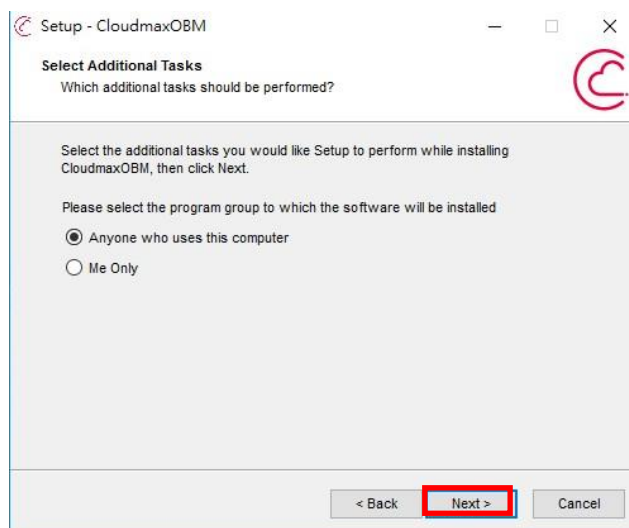 Setup - CloudmaxOBM
Select Additional Tasks
Which additional tasks should be performed?
Select the additional tasks you would like Setup to perform while installing
CloudmaxOBM, then click Next.
Please select the program group to which the software will be installed
Anyone who uses this computer
Me Only
< Back Next > Cancel